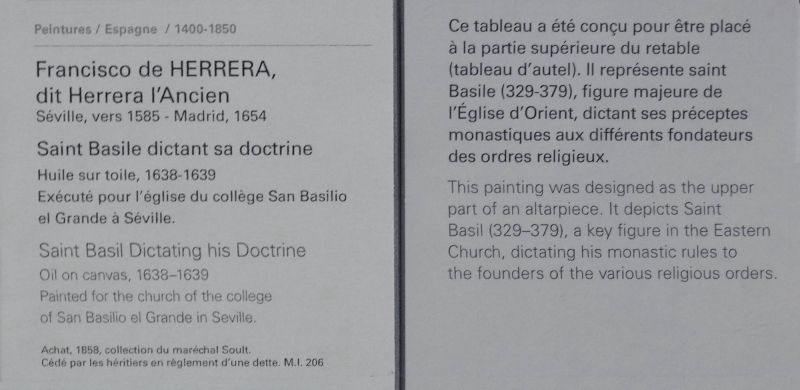 Peintures / Espagne / 1400-1850
Francisco de HERRERA,
dit Herrera l'Ancien
Séville, vers 1585 - Madrid, 1654
Saint Basile dictant sa doctrine
Huile sur toile, 1638-1639
Exécuté pour l'église du collège San Basilio
el Grande à Séville.
Saint Basil Dictating his Doctrine
Oil on canvas, 1638–1639
Painted for the church of the college
of San Basilio el Grande in Seville.
Achat, 1858, collection du maréchal Soult.
Cédé par les héritiers en règlement d'une dette. M.I. 206
Ce tableau a été conçu pour être placé
à la partie supérieure du retable
(tableau d'autel). Il représente saint
Basile (329-379), figure majeure de
l'Église d'Orient, dictant ses préceptes
monastiques aux différents fondateurs
des ordres religieux.
This painting was designed as the upper
part of an altarpiece. It depicts Saint
Basil (329–379), a key figure in the Eastern
Church, dictating his monastic rules to
the founders of the various religious orders.